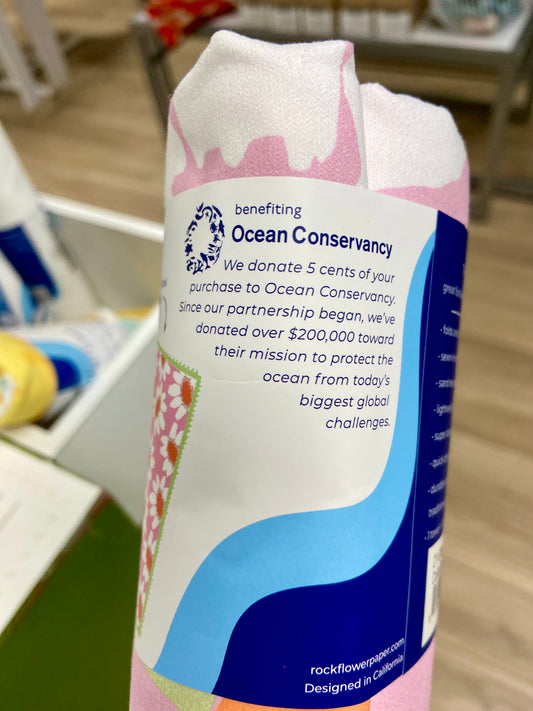 benefiting
Ocean Conservancy
We donate 5 cents of your
purchase to Ocean Conservancy.
Since our partnership began, we've
donated over $200,000 toward
their mission to protect the
ocean from today's
biggest global
challenges.
rockflowerpaper.com
Designed in California